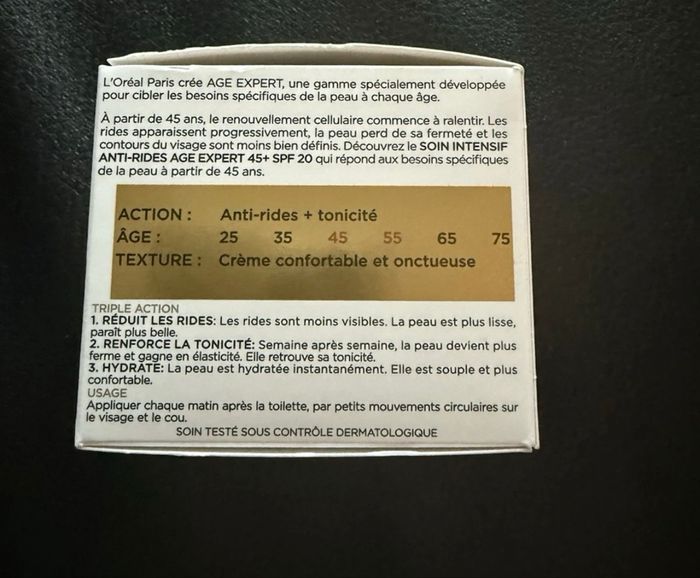 L'Oréal Paris crée AGE EXPERT, une gamme spécialement développée
pour cibler les besoins spécifiques de la peau à chaque âge.
À partir de 45 ans, le renouvellement cellulaire commence à ralentir. Les
rides apparaissent progressivement, la peau perd de sa fermeté et les
contours du visage sont moins bien définis. Découvrez le SOIN INTENSIF
ANTI-RIDES AGE EXPERT 45+ SPF 20 qui répond aux besoins spécifiques
de la peau à partir de 45 ans.
ACTION : Anti-rides + tonicité
ÂGE : 25 35 45 55 65 75
TEXTURE : Crème confortable et onctueuse
TRIPLE ACTION
1. RÉDUIT LES RIDES: Les rides sont moins visibles. La peau est plus lisse,
paraît plus belle.
2. RENFORCE LA TONICITÉ: Semaine après semaine, la peau devient plus
ferme et gagne en élasticité. Elle retrouve sa tonicité.
3. HYDRATE: La peau est hydratée instantanément. Elle est souple et plus
confortable.
USAGE
Appliquer chaque matin après la toilette, par petits mouvements circulaires sur
le visage et le cou.
SOIN TESTÉ SOUS CONTRÔLE DERMATOLOGIQUE